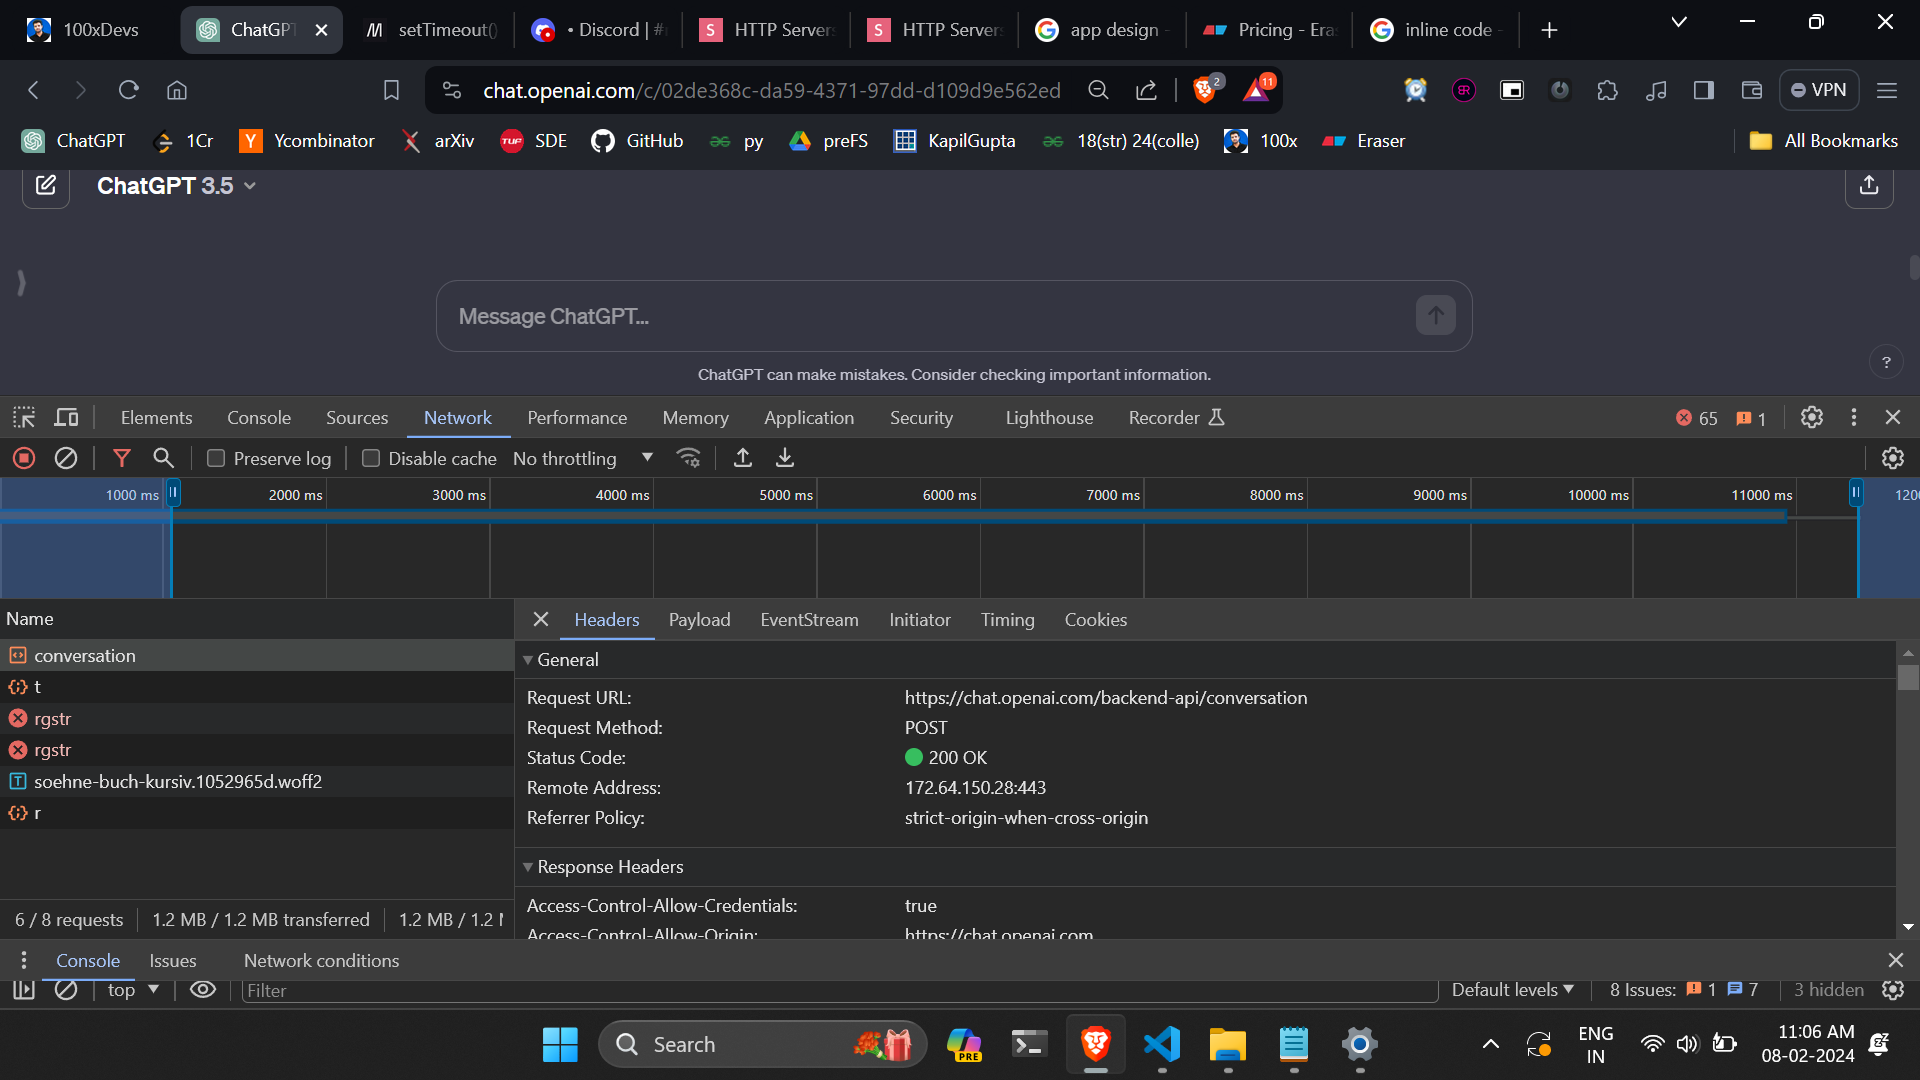 100xDevs
ChatGPT
setTimeout()
• Discord | #
HTTP Server
HTTP Server
app design -
Pricing - Era
inline code -
chat.openai.com/c/02de368c-da59-4371-97dd-d109d9e562ed
2
11
VPN
ChatGPT
1Cr
Ycombinator
arXiv
SDE
GitHub
py
preFS
KapilGupta
18(str) 24(colle)
100x
Eraser
All Bookmarks
ChatGPT 3.5
Message ChatGPT...
ChatGPT can make mistakes. Consider checking important information.
?
Elements
Console
Sources
Network
Performance
Memory
Application
Security
Lighthouse
Recorder
65
1
Preserve log
Disable cache
No throttling
1000 ms
2000 ms
3000 ms
4000 ms
5000 ms
6000 ms
7000 ms
8000 ms
9000 ms
10000 ms
11000 ms
120
Name
Headers
Payload
EventStream
Initiator
Timing
Cookies
conversation
t
rgstr
rgstr
soehne-buch-kursiv.1052965d.woff2
r
General
Request URL: https://chat.openai.com/backend-api/conversation
Request Method: POST
Status Code: 200 OK
Remote Address: 172.64.150.28:443
Referrer Policy: strict-origin-when-cross-origin
Response Headers
Access-Control-Allow-Credentials: true
Access-Control-Allow-Origin: https://chat.openai.com
6 / 8 requests
1.2 MB / 1.2 MB transferred
1.2 MB / 1.2
Console
Issues
Network conditions
top
Filter
Default levels
8 Issues: 1 7
3 hidden
Search
PRE
ENG
IN
11:06 AM
08-02-2024